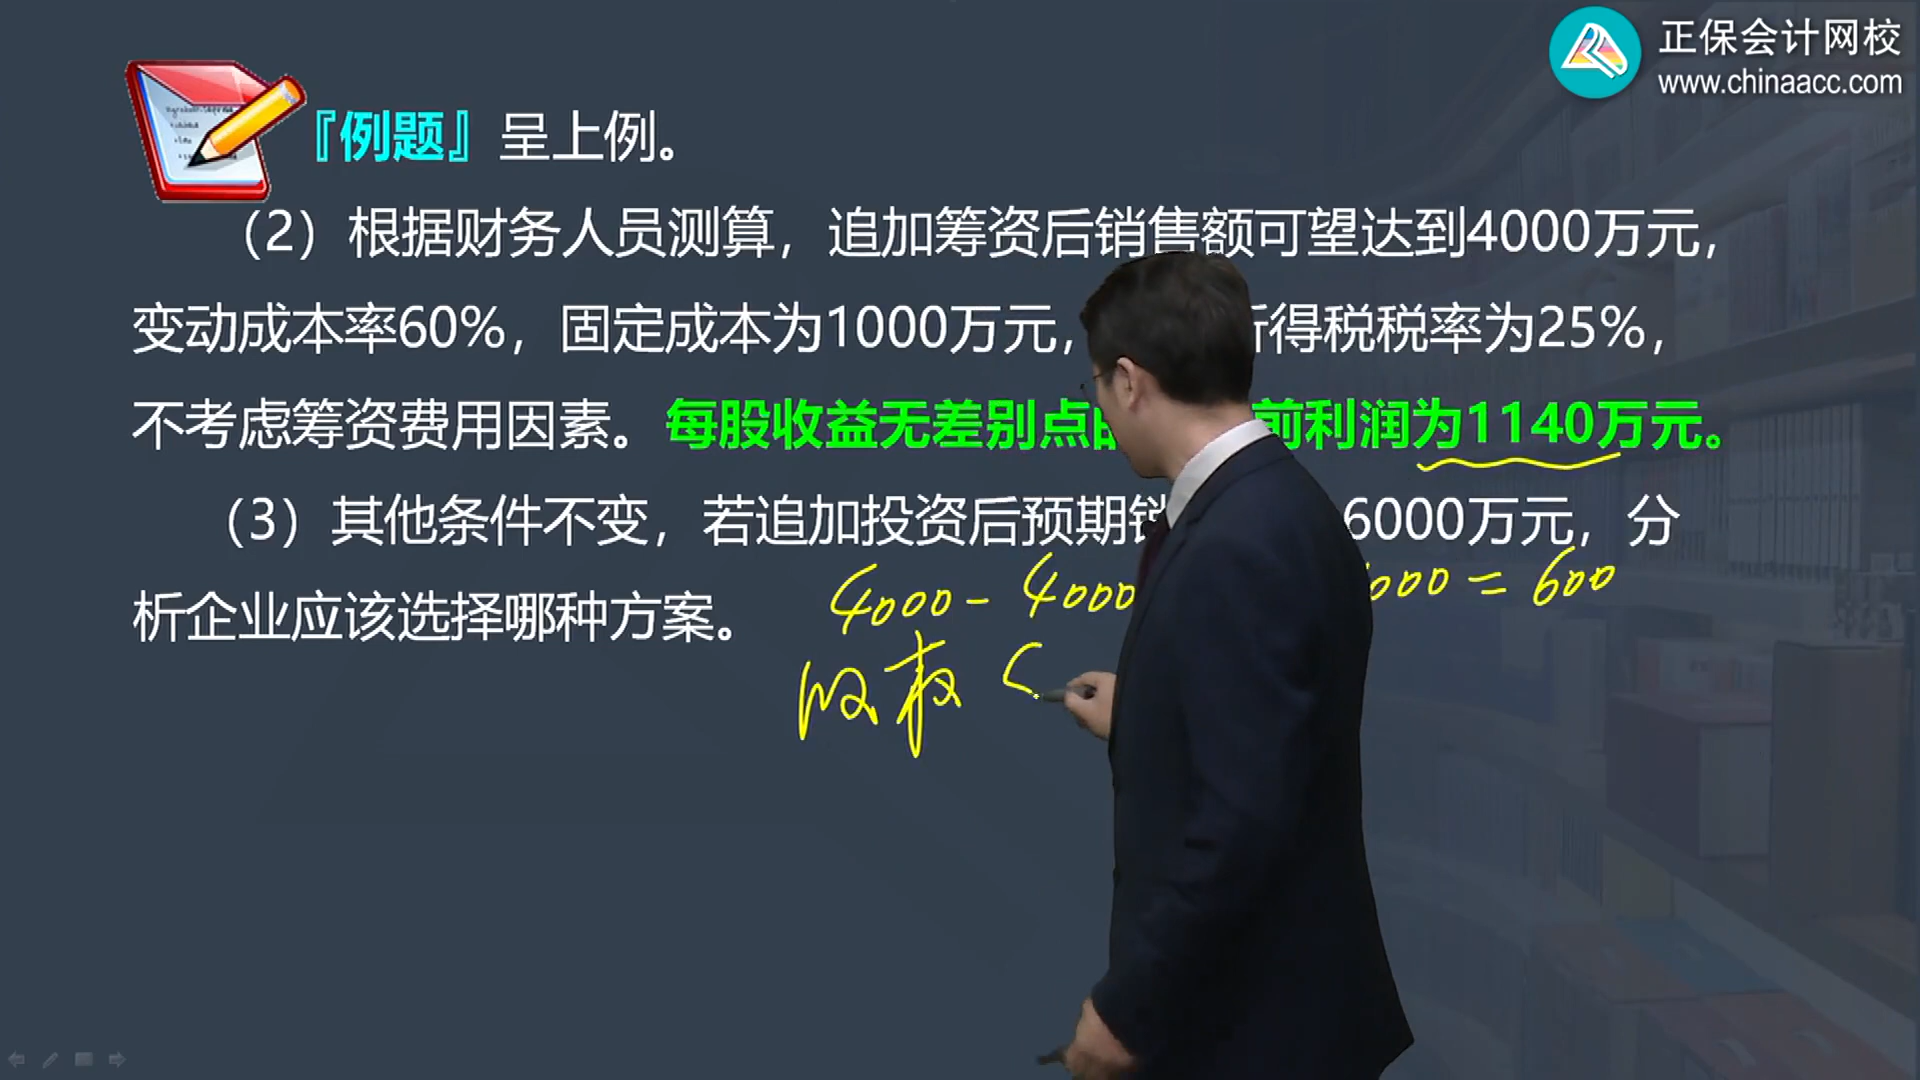 正保会计网校
www.chinaacc.com
『例题』呈上例。
（2）根据财务人员测算，追加筹资后销售额可望达到4000万元，
变动成本率60%，固定成本为1000万元，得税税率为25%，
不考虑筹资费用因素。每股收益无差别点前利润为1140万元。
（3）其他条件不变，若追加投资后预期6000万元，分
析企业应该选择哪种方案。
4000 - 4000 000 = 600